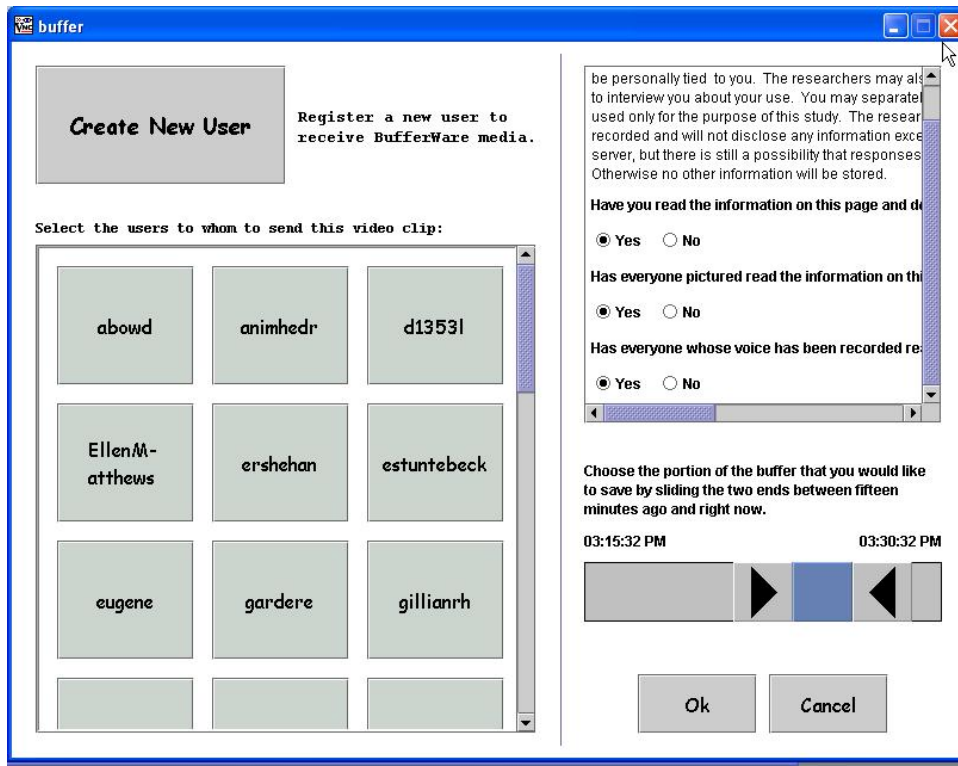 buffer
Create New User
Register a new user to
receive BufferWare media.
Select the users to whom to send this video clip:
abowd
animhedr
d1353l
EllenM-
atthews
ershehan
estuntebeck
eugene
gardere
gillianrh
be personally tied to you. The researchers may als
to interview you about your use. You may separatel
used only for the purpose of this study. The resear
recorded and will not disclose any information exce
server, but there is still a possibility that responses
Otherwise no other information will be stored.
Have you read the information on this page and de
Yes No
Has everyone pictured read the information on thi
Yes No
Has everyone whose voice has been recorded rea
Yes No
Choose the portion of the buffer that you would like
to save by sliding the two ends between fifteen
minutes ago and right now.
03:15:32 PM 03:30:32 PM
Ok
Cancel